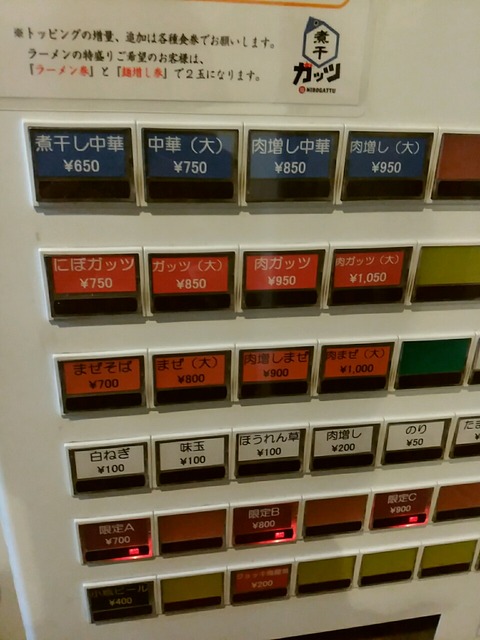 ※トッピングの増量、追加は各種食券でお願いします。
ラーメンの特盛りご希望のお客様は、
『ラーメン券』と『麺増し券』で2玉になります。
煮干
ガッツ
NIBOGATTU
煮干し中華 中華（大） 肉増し中華 肉増し（大）
¥650 ¥750 ¥850 ¥950
にぼガッツ ガッツ（大） 肉ガッツ 肉ガッツ（大）
¥750 ¥850 ¥950 ¥1,050
まぜそば まぜ（大） 肉増しまぜ 肉まぜ（大）
¥700 ¥800 ¥900 ¥1,000
白ねぎ 味玉 ほうれん草 肉増し のり たま
¥100 ¥100 ¥100 ¥200 ¥50
限定A 限定B 限定C
¥700 ¥800 ¥900
小瓶ビール
¥400 ¥200